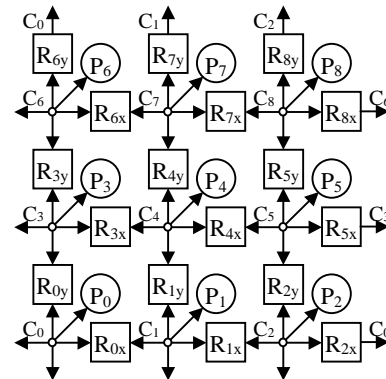 C₀ C₁ C₂
R₆y P₆ R₇y P₇ R₈y P₈
C₆ R₆x C₇ R₇x C₈ R₈x C₆
R₃y P₃ R₄y P₄ R₅y P₅
C₃ R₃x C₄ R₄x C₅ R₅x C₃
R₀y P₀ R₁y P₁ R₂y P₂
C₀ R₀x C₁ R₁x C₂ R₂x C₀